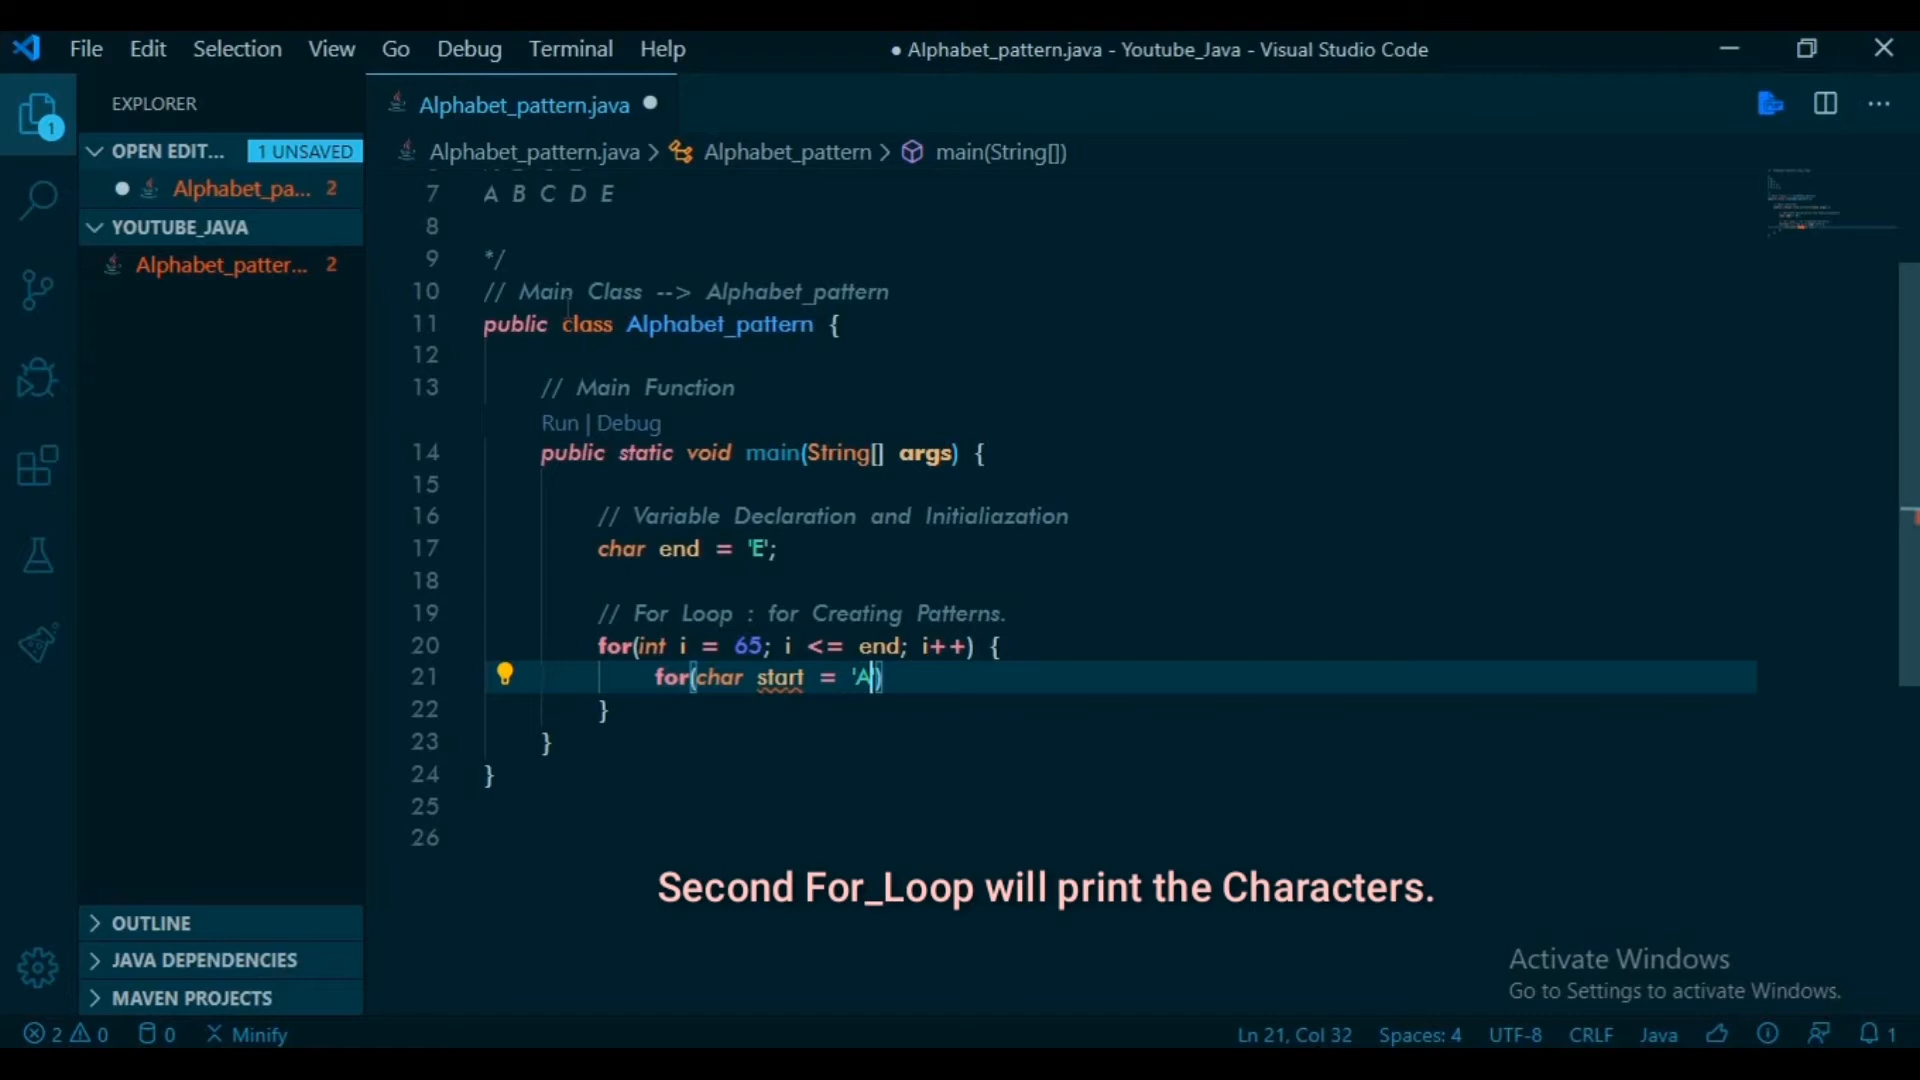 File Edit Selection View Go Debug Terminal Help
● Alphabet_pattern.java - Youtube_Java - Visual Studio Code
EXPLORER
OPEN EDIT... 1 UNSAVED
Alphabet_pa... 2
YOUTUBE_JAVA
Alphabet_patter... 2
OUTLINE
JAVA DEPENDENCIES
MAVEN PROJECTS
1
Alphabet_pattern.java
Alphabet_pattern.java > Alphabet_pattern > main(String[])
7 A B C D E
8
9 */
10 // Main Class --> Alphabet_pattern
11 public class Alphabet_pattern {
12
13 // Main Function
Run | Debug
14 public static void main(String[] args) {
15
16 // Variable Declaration and Initialiazation
17 char end = 'E';
18
19 // For Loop : for Creating Patterns.
20 for(int i = 65; i <= end; i++) {
21 for(char start = 'A')
22 }
23 }
24 }
25
26
Second For_Loop will print the Characters.
Activate Windows
Go to Settings to activate Windows.
2 0 0 Minify
Ln 21, Col 32 Spaces: 4 UTF-8 CRLF Java 1